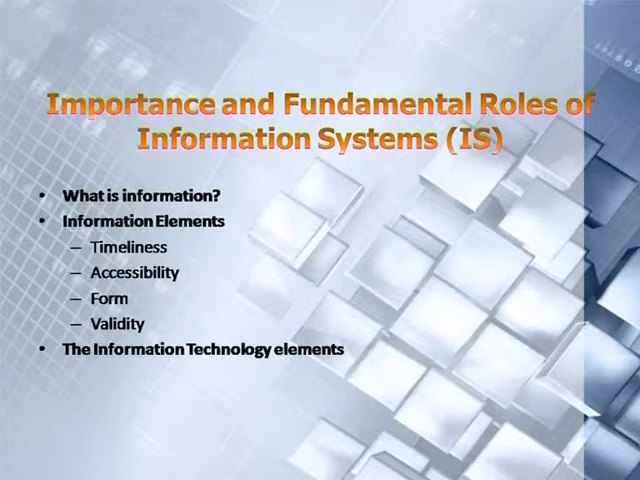 Importance and Fundamental Roles of
Information Systems (IS)
• What is information?
• Information Elements
– Timeliness
– Accessibility
– Form
– Validity
• The Information Technology elements